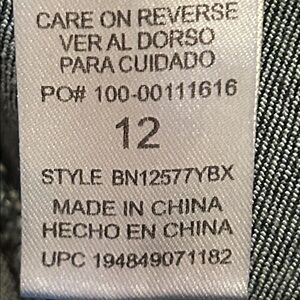 CARE ON REVERSE
VER AL DORSO
PARA CUIDADO
PO# 100-00111616
12
STYLE BN12577YBX
MADE IN CHINA
HECHO EN CHINA
UPC 194849071182